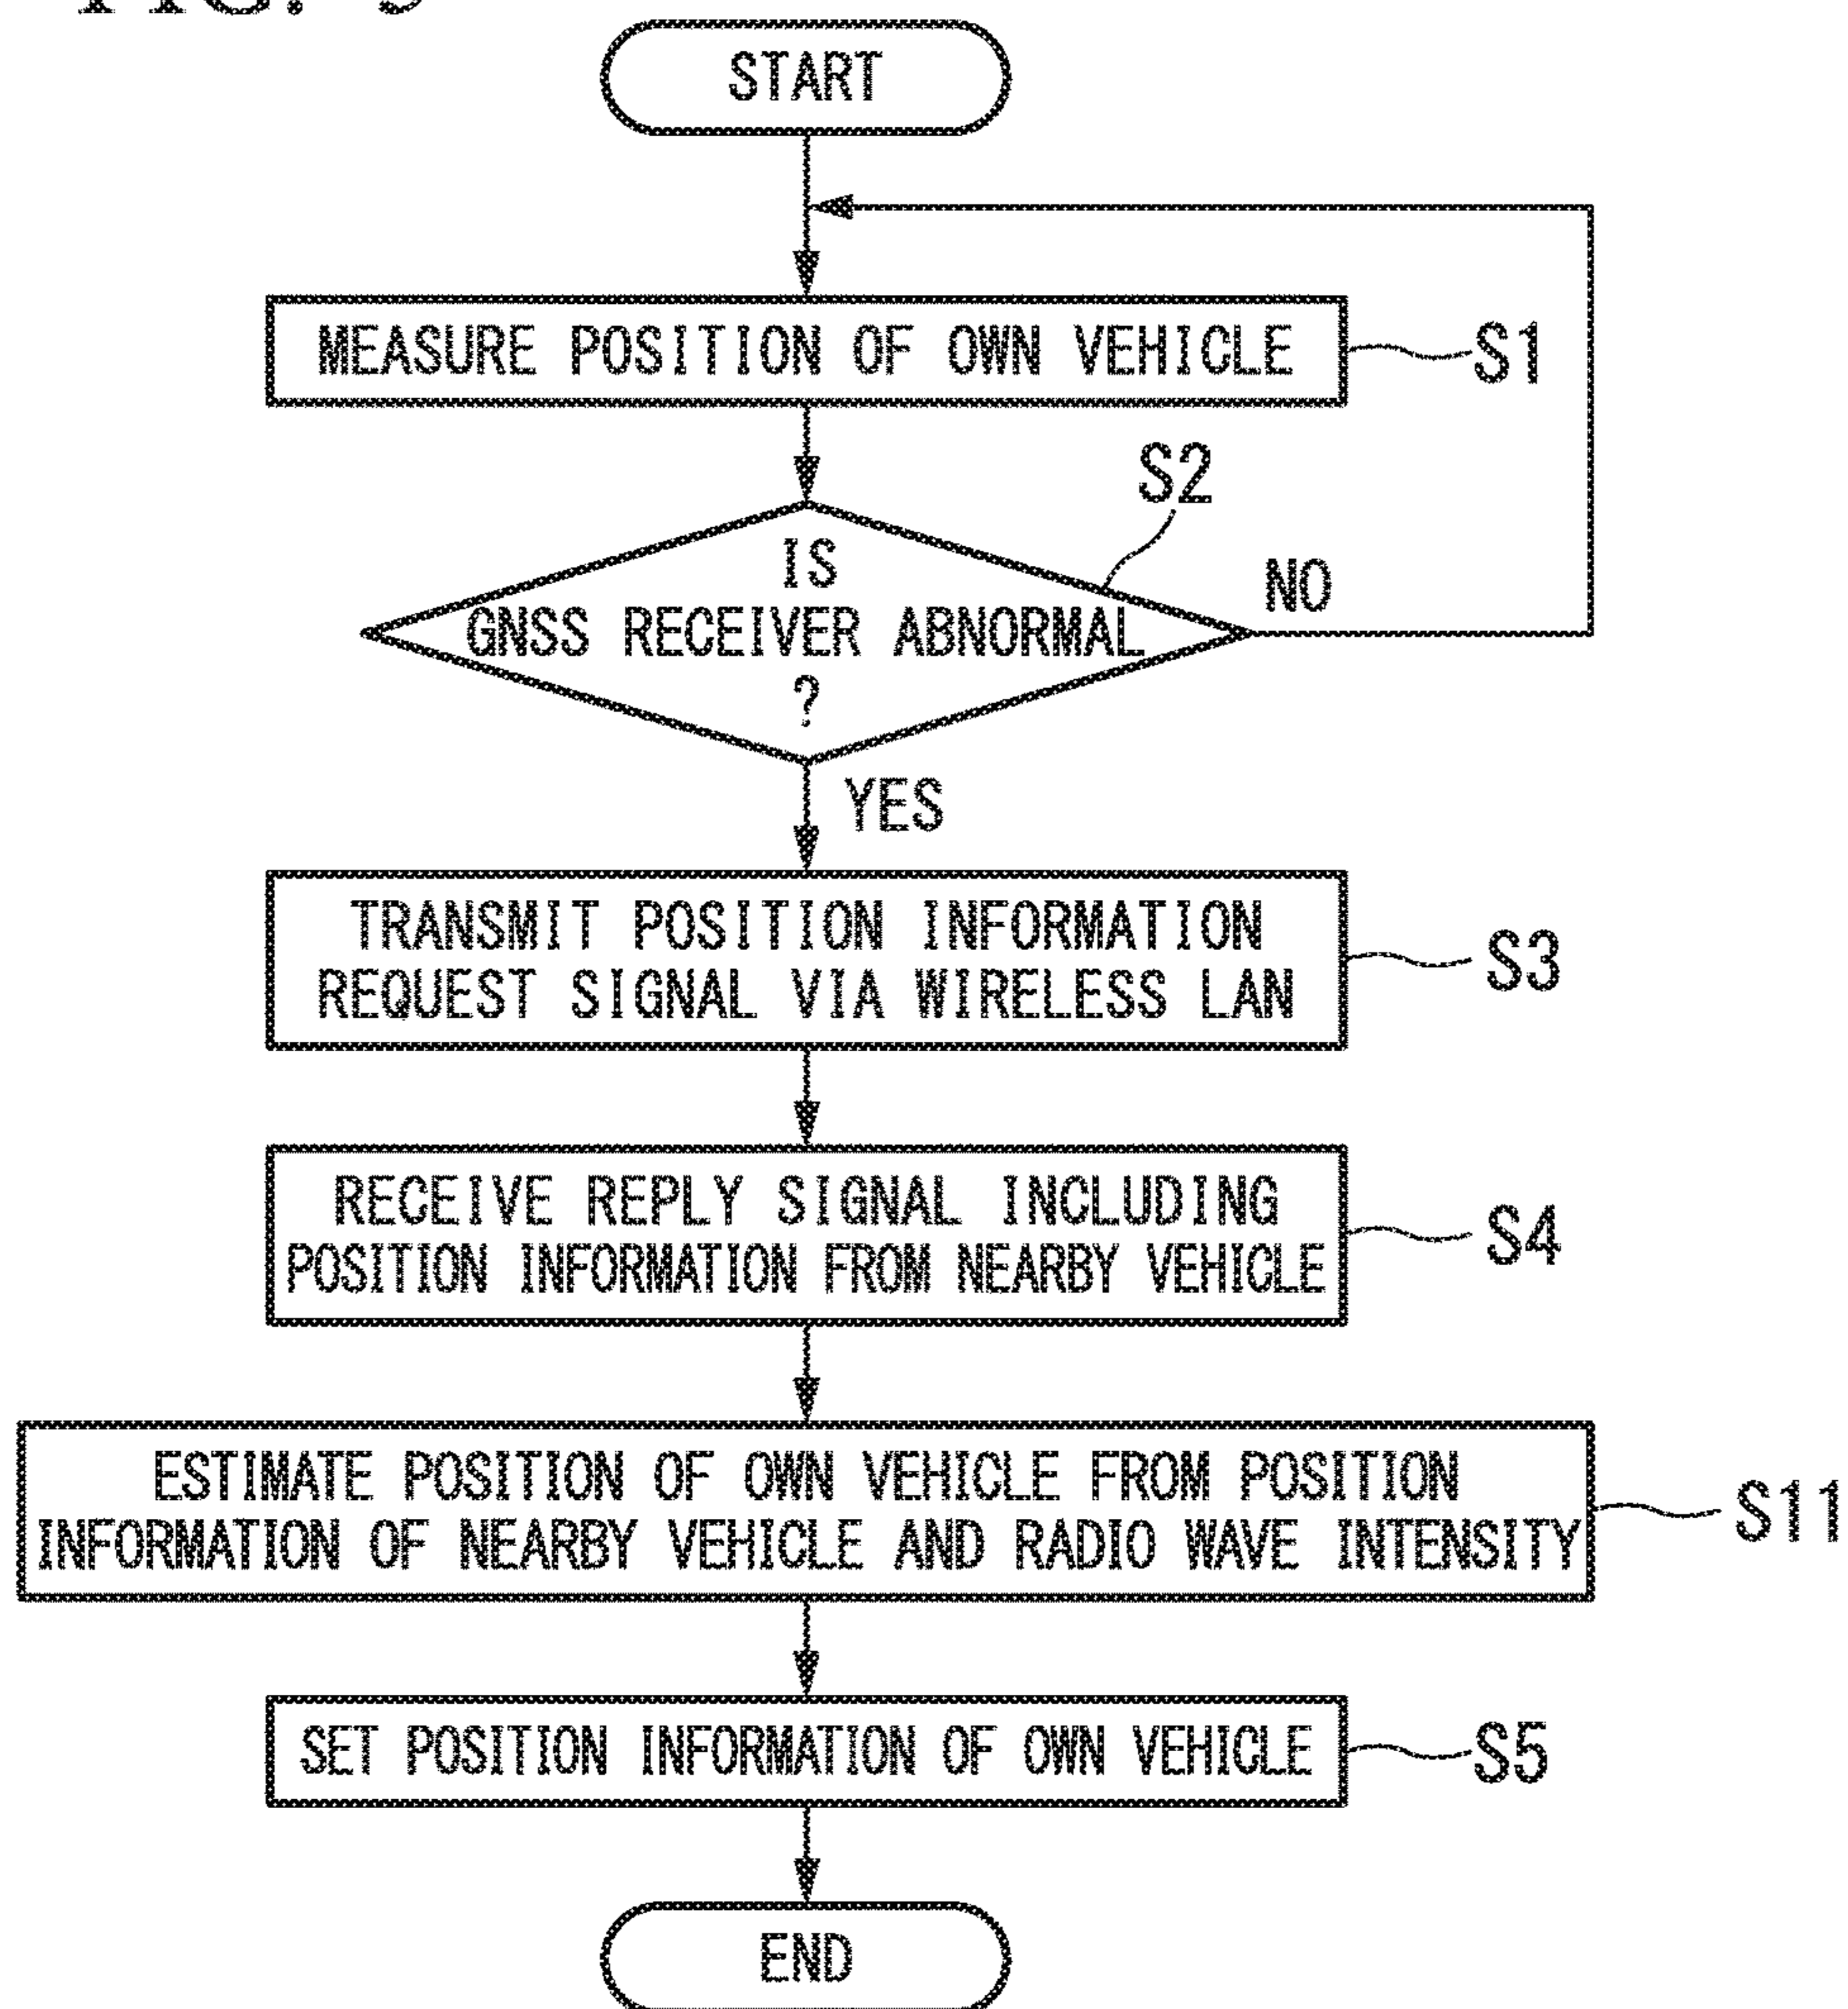 START
MEASURE POSITION OF OWN VEHICLE
S1
S2
IS
GNSS RECEIVER ABNORMAL
?
NO
YES
TRANSMIT POSITION INFORMATION
REQUEST SIGNAL VIA WIRELESS LAN
S3
RECEIVE REPLY SIGNAL INCLUDING
POSITION INFORMATION FROM NEARBY VEHICLE
S4
ESTIMATE POSITION OF OWN VEHICLE FROM POSITION
INFORMATION OF NEARBY VEHICLE AND RADIO WAVE INTENSITY
S11
SET POSITION INFORMATION OF OWN VEHICLE
S5
END